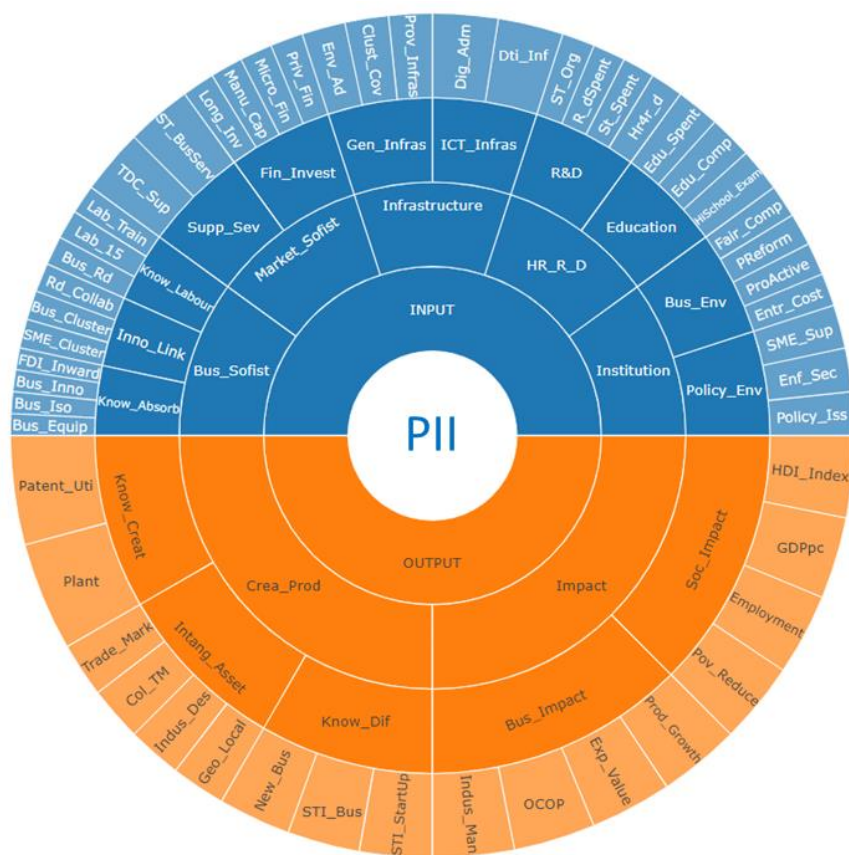 PII
INPUT
Institution
HR_R_D
Infrastructure
Market_Sofist
Bus_Sofist
Policy_Env
Bus_Env
Education
R&D
ICT_Infras
Gen_Infras
Fin_Invest
Supp_Sev
Know_Labour
Inno_Link
Know_Absorb
Policy_Iss
Enf_Sec
SME_Sup
Entr_Cost
ProActive
PReform
Fair_Comp
HiSchool_Exam
Edu_Comp
Edu_Spent
Hr4r_d
St_Spent
R_dSpent
ST_Org
Dti_Inf
Dig_Adm
Prov_Infras
Clust_Cov
Env_Ad
Priv_Fin
Micro_Fin
Manu_Cap
Long_Inv
ST_BusServ
TDC_Sup
Lab_Train
Lab_15
Bus_Rd
Rd_Collab
Bus_Cluster
SME_Cluster
FDI_Inward
Bus_Inno
Bus_Iso
Bus_Equip
OUTPUT
Crea_Prod
Impact
Know_Creat
Intang_Asset
Know_Dif
Bus_Impact
Soc_Impact
Patent_Uti
Plant
Trade_Mark
Col_TM
Indus_Des
Geo_Local
New_Bus
STI_Bus
STI_StartUp
Indus_Man
OCOP
Exp_Value
Prod_Growth
Pov_Reduce
Employment
GDPpc
HDI_Index